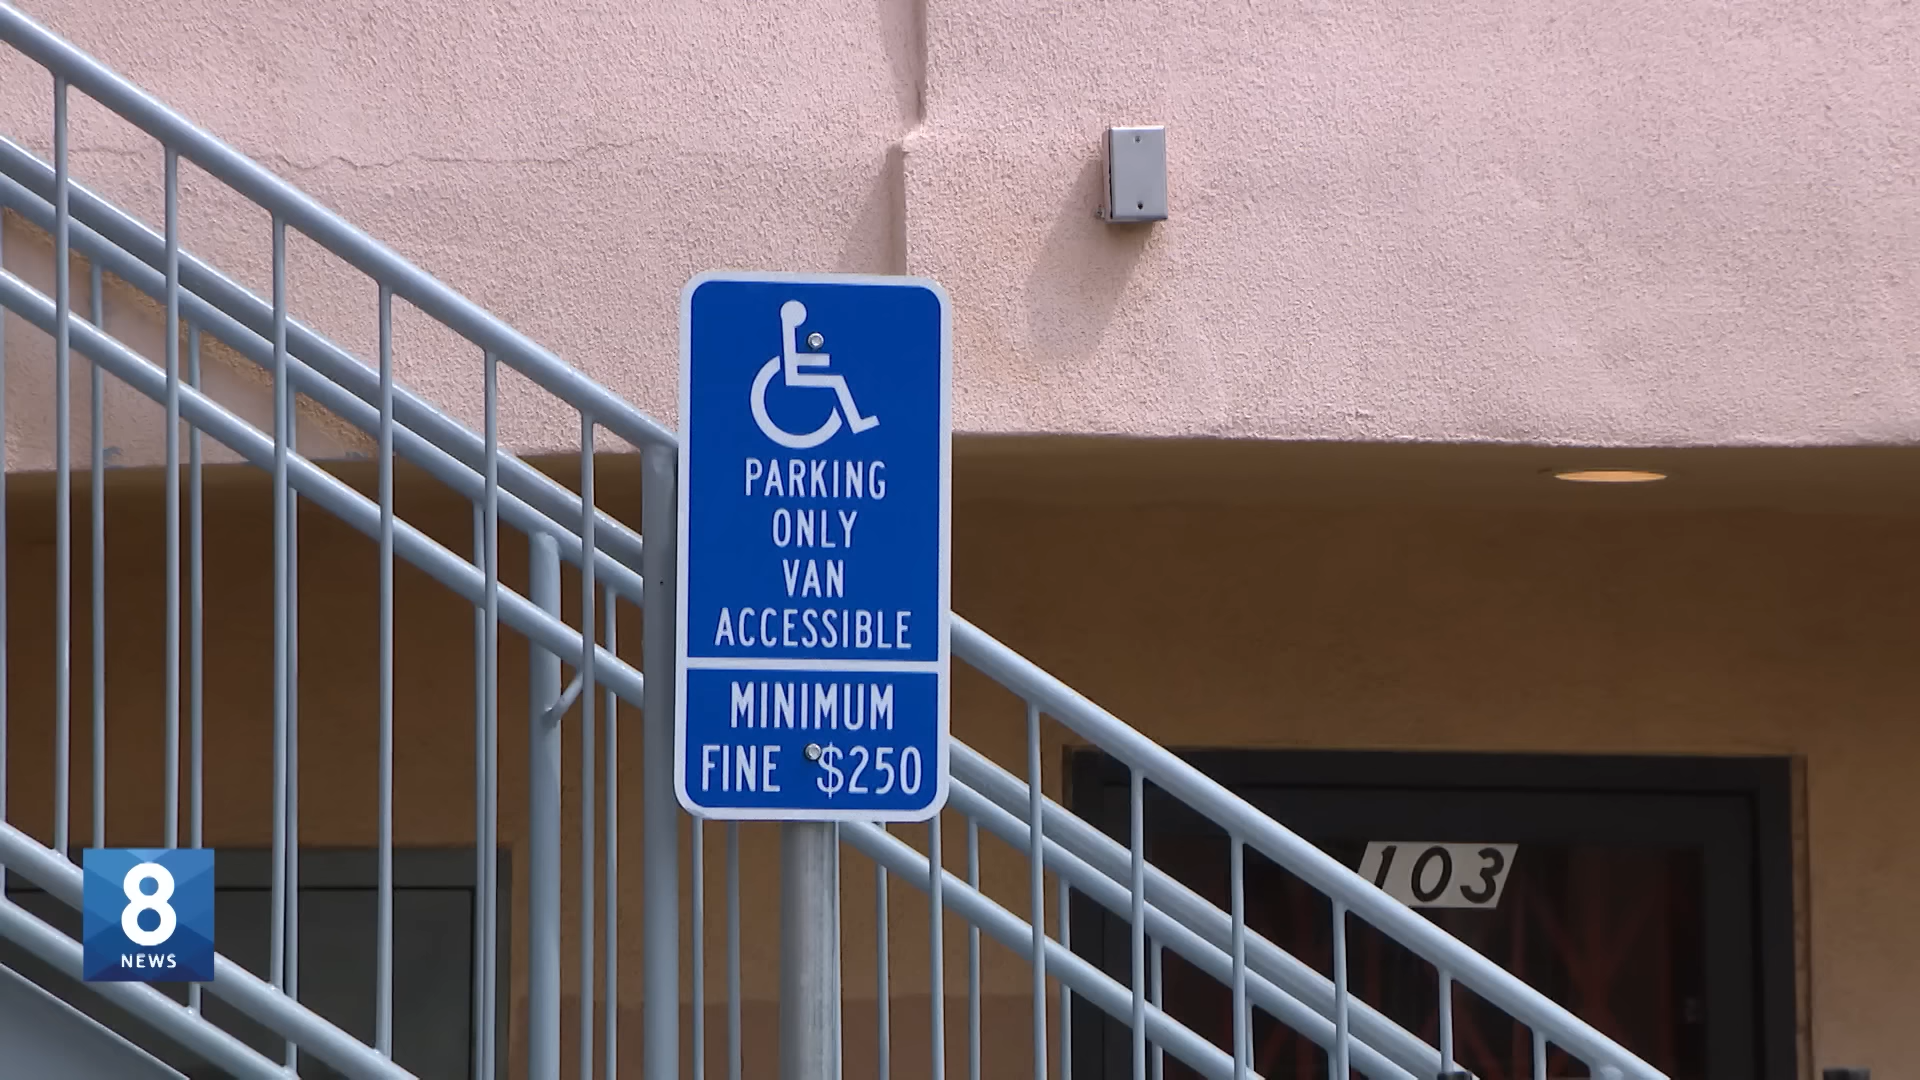 PARKING
ONLY
VAN
ACCESSIBLE
MINIMUM
FINE $250
103
8
NEWS